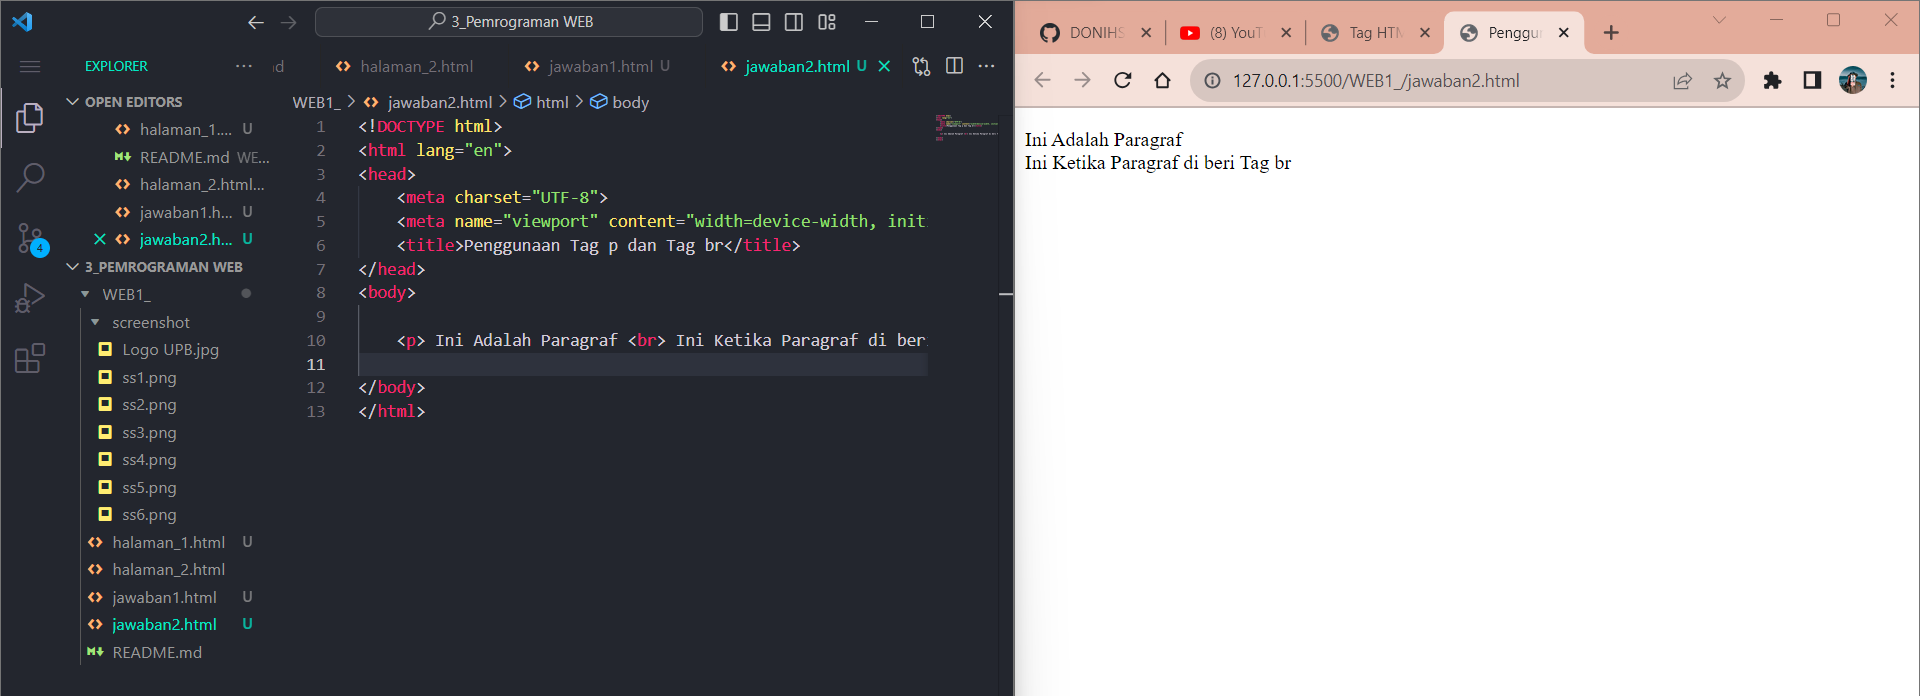 3_Pemrograman WEB
EXPLORER
halaman_2.html
jawaban1.html U
jawaban2.html U
OPEN EDITORS
halaman_1.... U
README.md WE...
halaman_2.html...
jawaban1.h... U
jawaban2.h... U
3_PEMROGRAMAN WEB
WEB1_
screenshot
Logo UPB.jpg
ss1.png
ss2.png
ss3.png
ss4.png
ss5.png
ss6.png
halaman_1.html U
halaman_2.html
jawaban1.html U
jawaban2.html U
README.md
4
WEB1_ > jawaban2.html > html > body
1 <!DOCTYPE html>
2 <html lang="en">
3 <head>
4 <meta charset="UTF-8">
5 <meta name="viewport" content="width=device-width, init
6 <title>Penggunaan Tag p dan Tag br</title>
7 </head>
8 <body>
9
10 <p> Ini Adalah Paragraf <br> Ini Ketika Paragraf di ber
11
12 </body>
13 </html>
DONIHS
(8) YouT
Tag HTM
Penggu
127.0.0.1:5500/WEB1_/jawaban2.html
Ini Adalah Paragraf
Ini Ketika Paragraf di beri Tag br